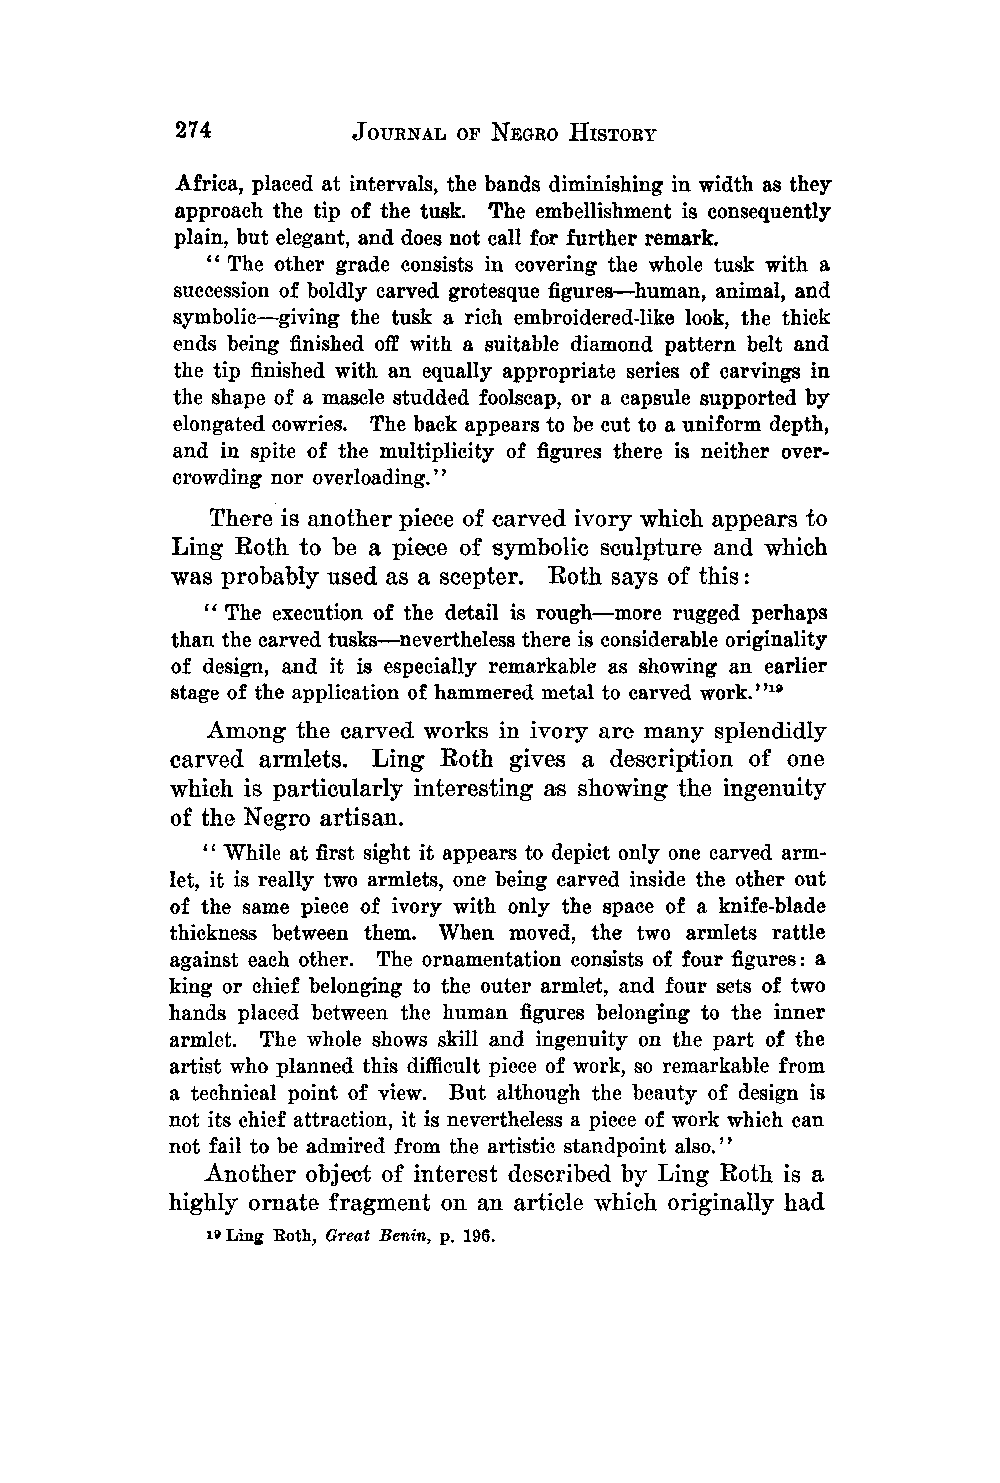 274 JOURNAL OF NEGRO HISTORY
Africa, placed at intervals, the bands diminishing in width as they
approach the tip of the tusk. The embellishment is consequently
plain, but elegant, and does not call for further remark.
“ The other grade consists in covering the whole tusk with a
succession of boldly carved grotesque figures—human, animal, and
symbolic—giving the tusk a rich embroidered-like look, the thick
ends being finished off with a suitable diamond pattern belt and
the tip finished with an equally appropriate series of carvings in
the shape of a mascle studded foolscap, or a capsule supported by
elongated cowries. The back appears to be cut to a uniform depth,
and in spite of the multiplicity of figures there is neither over-
crowding nor overloading.”
There is another piece of carved ivory which appears to
Ling Roth to be a piece of symbolic sculpture and which
was probably used as a scepter. Roth says of this:
“ The execution of the detail is rough—more rugged perhaps
than the carved tusks—nevertheless there is considerable originality
of design, and it is especially remarkable as showing an earlier
stage of the application of hammered metal to carved work.”¹⁹
Among the carved works in ivory are many splendidly
carved armlets. Ling Roth gives a description of one
which is particularly interesting as showing the ingenuity
of the Negro artisan.
“ While at first sight it appears to depict only one carved arm-
let, it is really two armlets, one being carved inside the other out
of the same piece of ivory with only the space of a knife-blade
thickness between them. When moved, the two armlets rattle
against each other. The ornamentation consists of four figures: a
king or chief belonging to the outer armlet, and four sets of two
hands placed between the human figures belonging to the inner
armlet. The whole shows skill and ingenuity on the part of the
artist who planned this difficult piece of work, so remarkable from
a technical point of view. But although the beauty of design is
not its chief attraction, it is nevertheless a piece of work which can
not fail to be admired from the artistic standpoint also.”
Another object of interest described by Ling Roth is a
highly ornate fragment on an article which originally had
¹⁹ Ling Roth, Great Benin, p. 196.